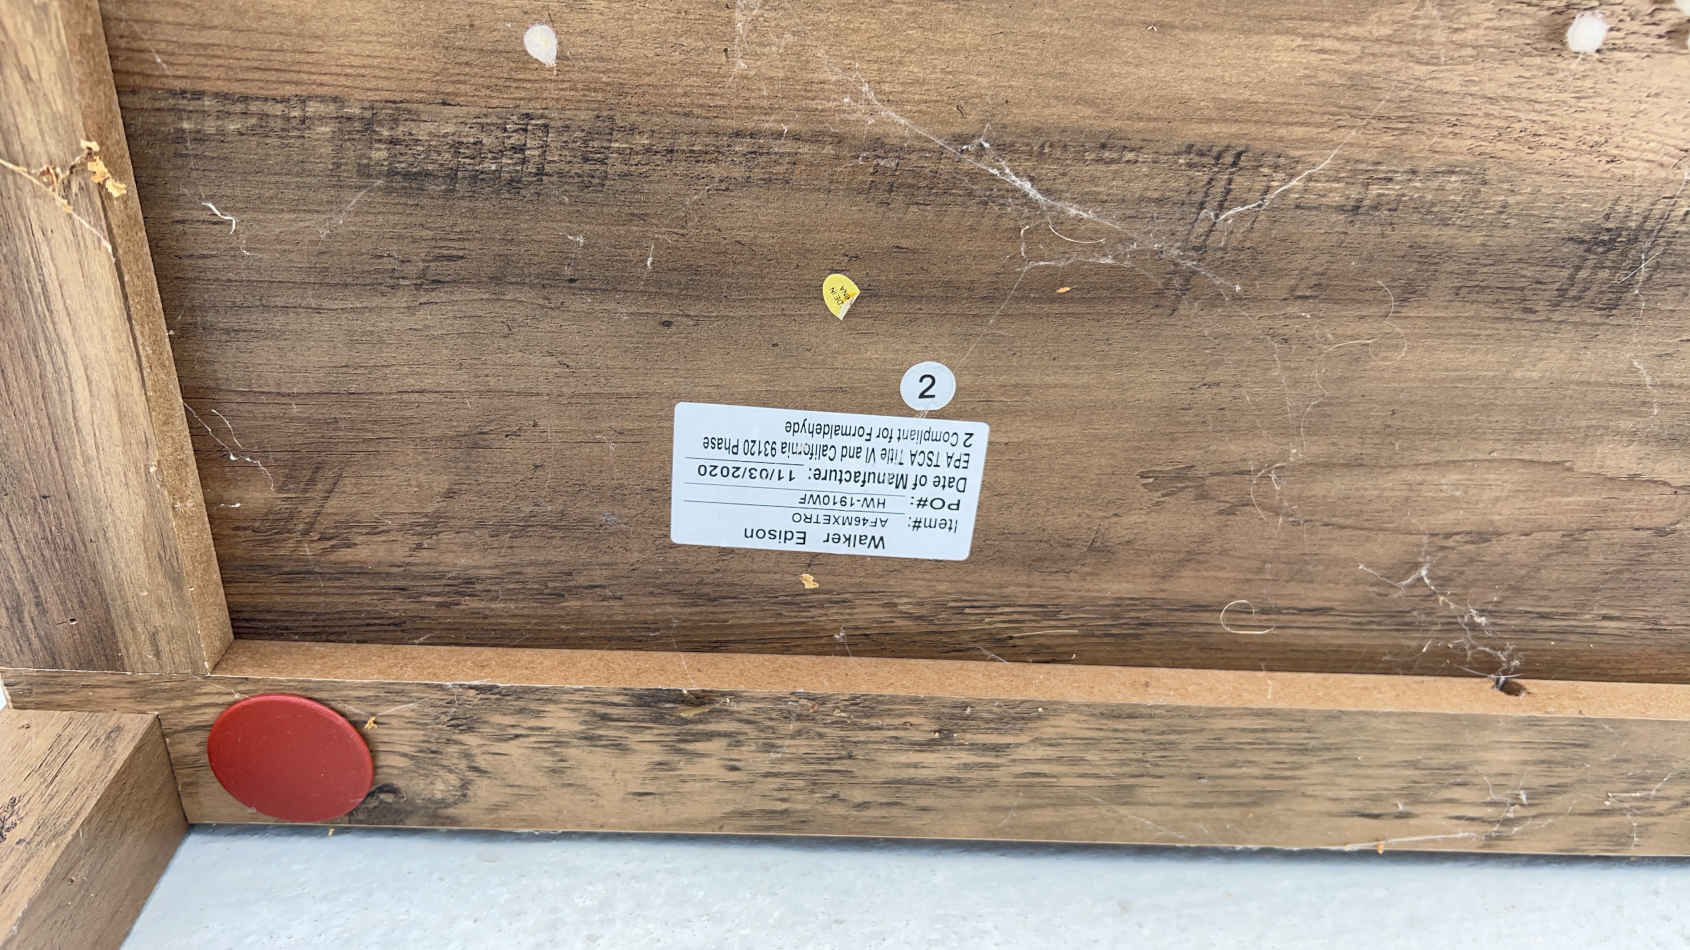 2
Walker Edison
Item#: AF46MXETRO
PO#: HW-1910WF
Date of Manufacture: 11/03/2020
EPA TSCA Title VI and California 93120 Phase
2 Compliant for Formaldehyde